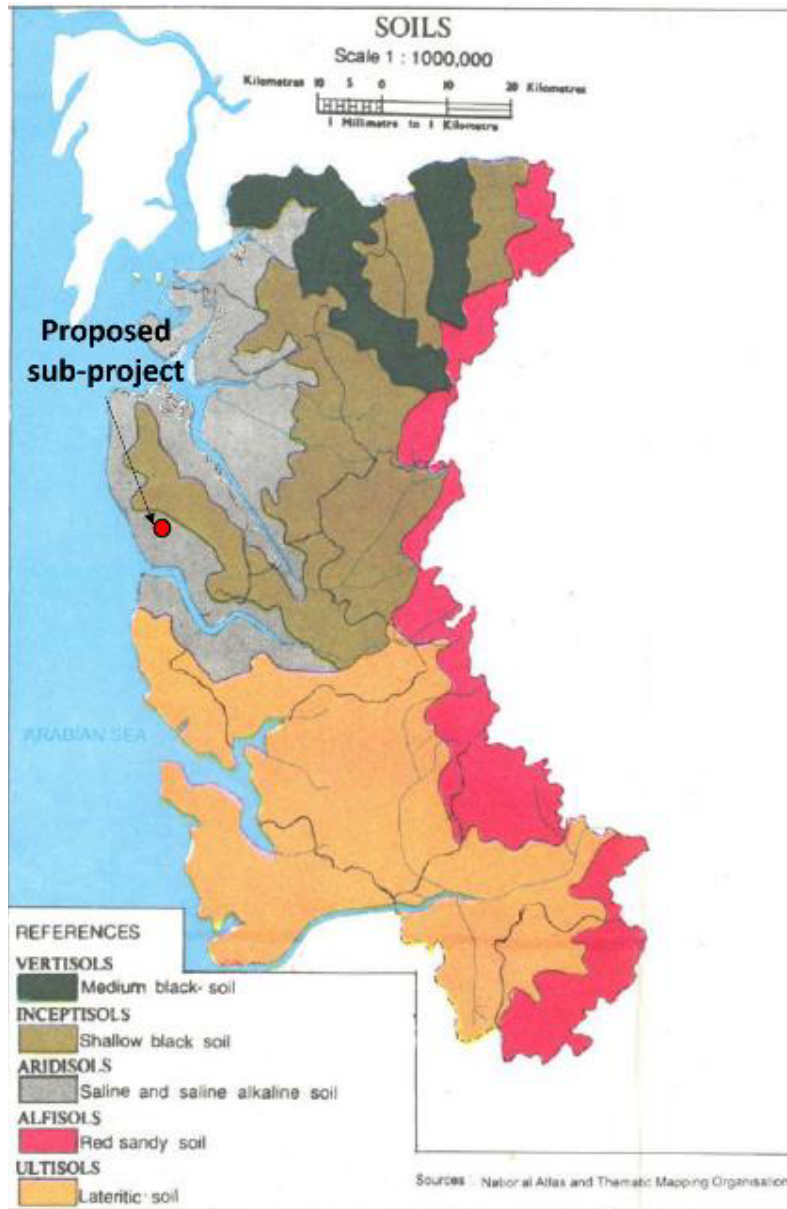 SOILS
Scale 1 : 1000,000
Kilometres 10 5 0 10 20 Kilometres
1 Millimetre to 1 Kilometre
Proposed
sub-project
ARABIAN SEA
REFERENCES
VERTISOLS
Medium black- soil
INCEPTISOLS
Shallow black soil
ARIDISOLS
Saline and saline alkaline soil
ALFISOLS
Red sandy soil
ULTISOLS
Lateritic soil
Sources : National Atlas and Thematic Mapping Organisation